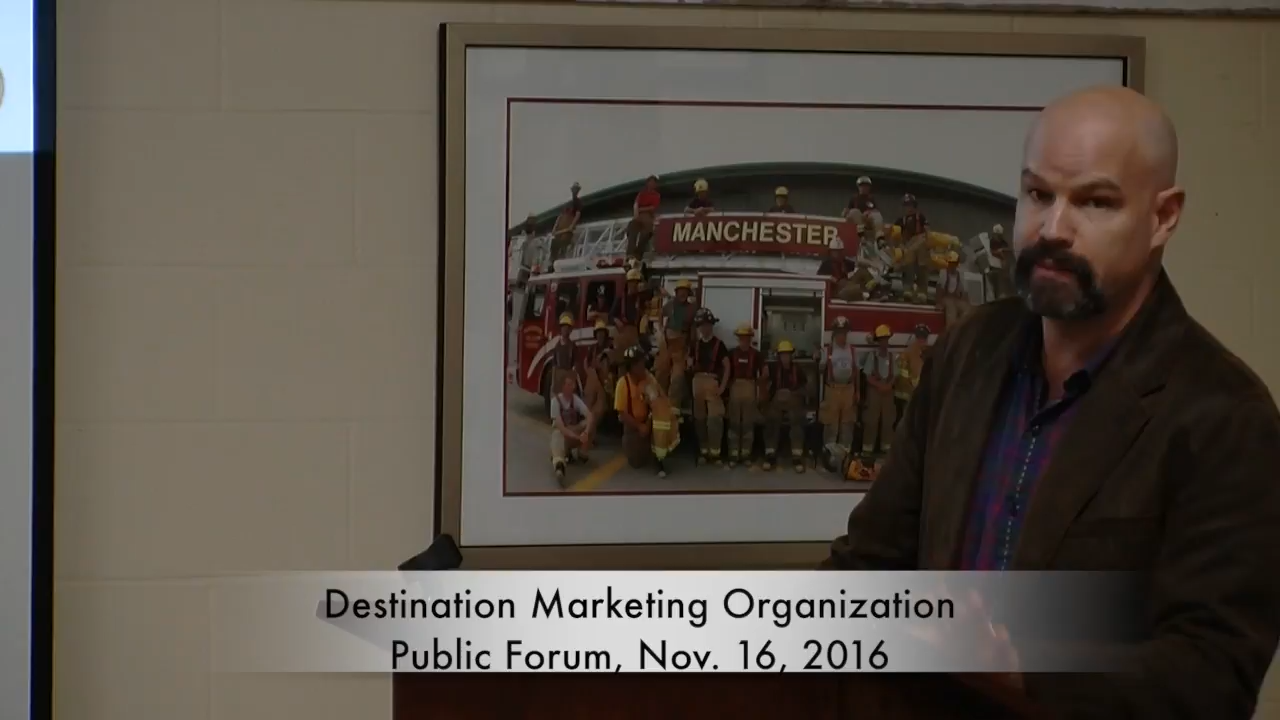 MANCHESTER
Destination Marketing Organization
Public Forum, Nov. 16, 2016